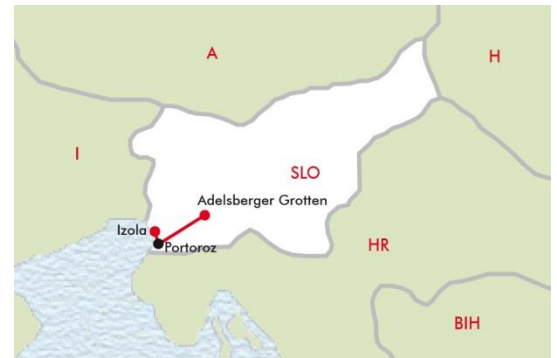 A
H
I
SLO
Adelsberger Grotten
Izola
Portoroz
HR
BIH